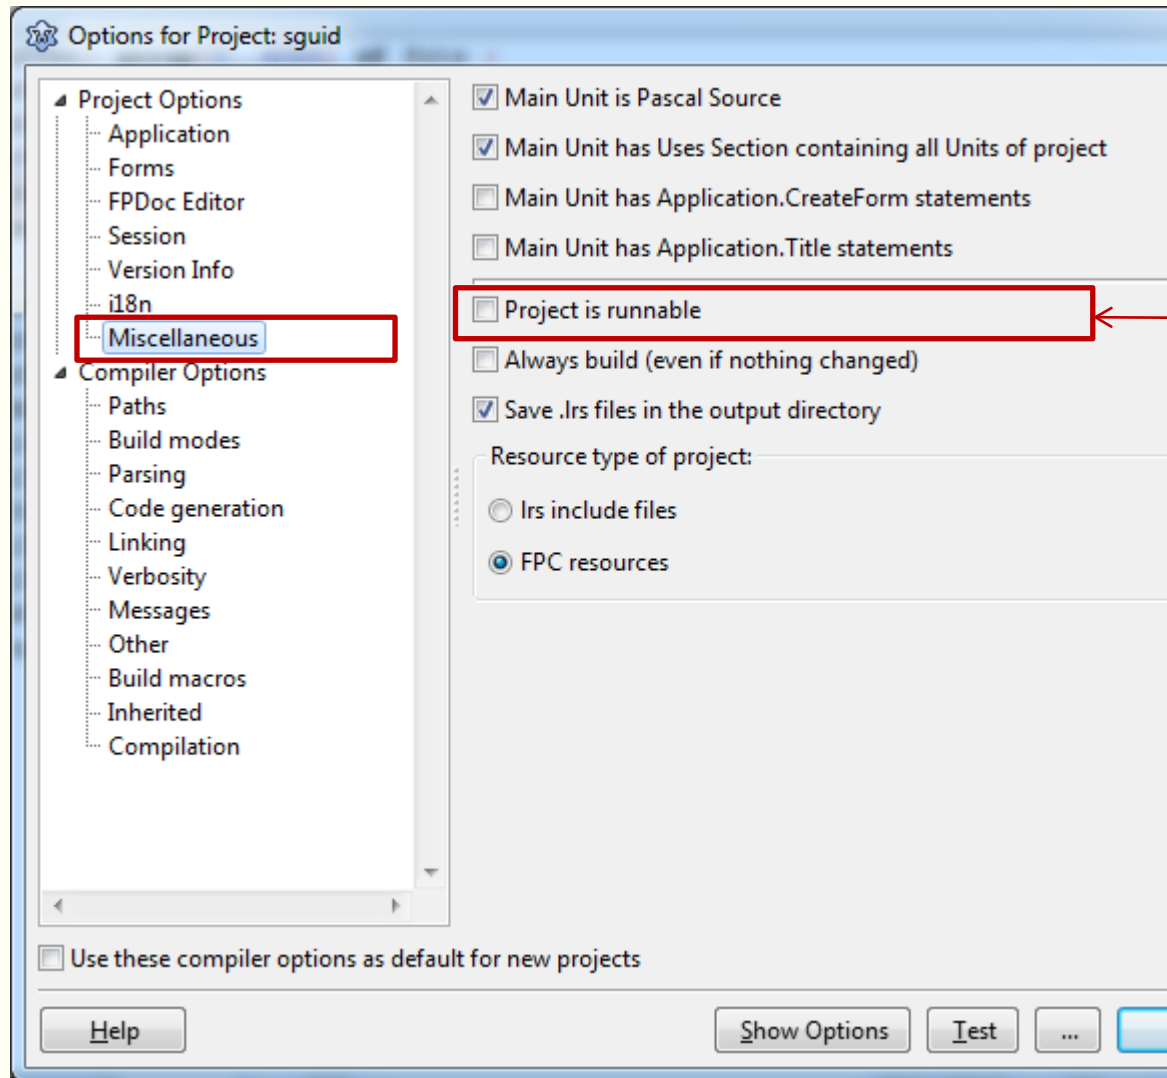 Options for Project: sguid
Project Options
Application
Forms
FPDoc Editor
Session
Version Info
i18n
Miscellaneous
Compiler Options
Paths
Build modes
Parsing
Code generation
Linking
Verbosity
Messages
Other
Build macros
Inherited
Compilation
Main Unit is Pascal Source
Main Unit has Uses Section containing all Units of project
Main Unit has Application.CreateForm statements
Main Unit has Application.Title statements
Project is runnable
Always build (even if nothing changed)
Save .lrs files in the output directory
Resource type of project:
lrs include files
FPC resources
Use these compiler options as default for new projects
Help
Show Options
Test
...